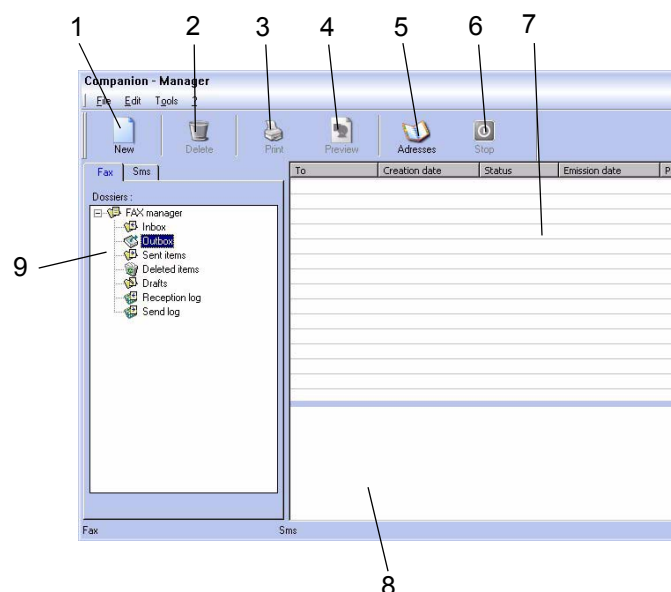 1 2 3 4 5 6 7
Companion - Manager
File Edit Tools ?
New Delete Print Preview Adresses Stop
Fax Sms
To Creation date Status Emission date P
Dossiers :
FAX manager
Inbox
Outbox
9
Sent items
Deleted items
Drafts
Reception log
Send log
Fax Sms
8